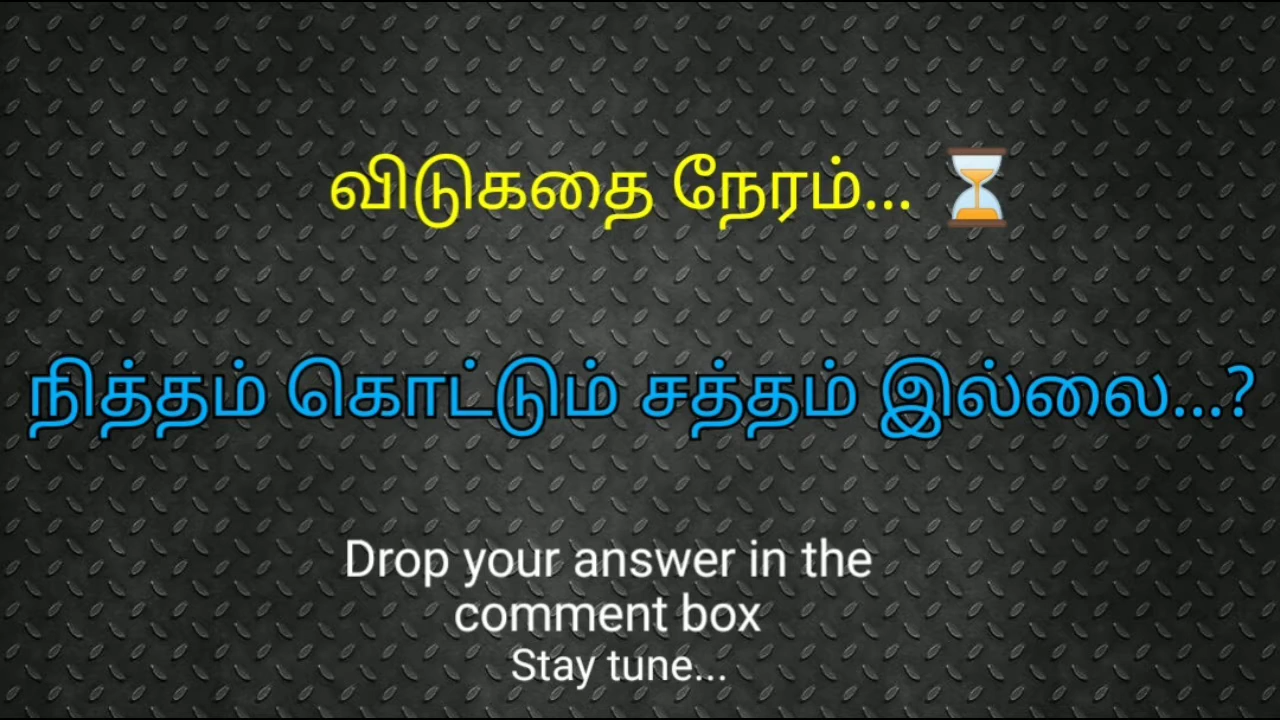 விடுகதை நேரம்... ⏳
நித்தம் கொட்டும் சத்தம் இல்லை...?
Drop your answer in the
comment box
Stay tune...